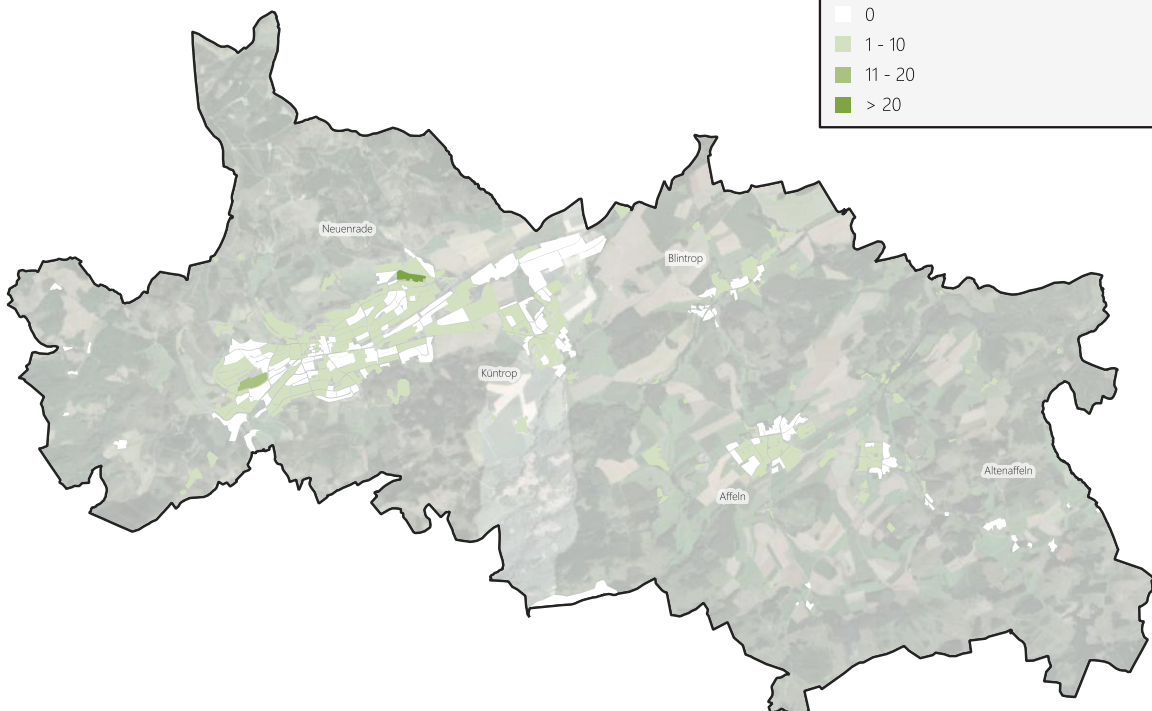 0
1 - 10
11 - 20
> 20
Neuenrade
Blintrop
Küntrop
Affeln
Altenaffeln